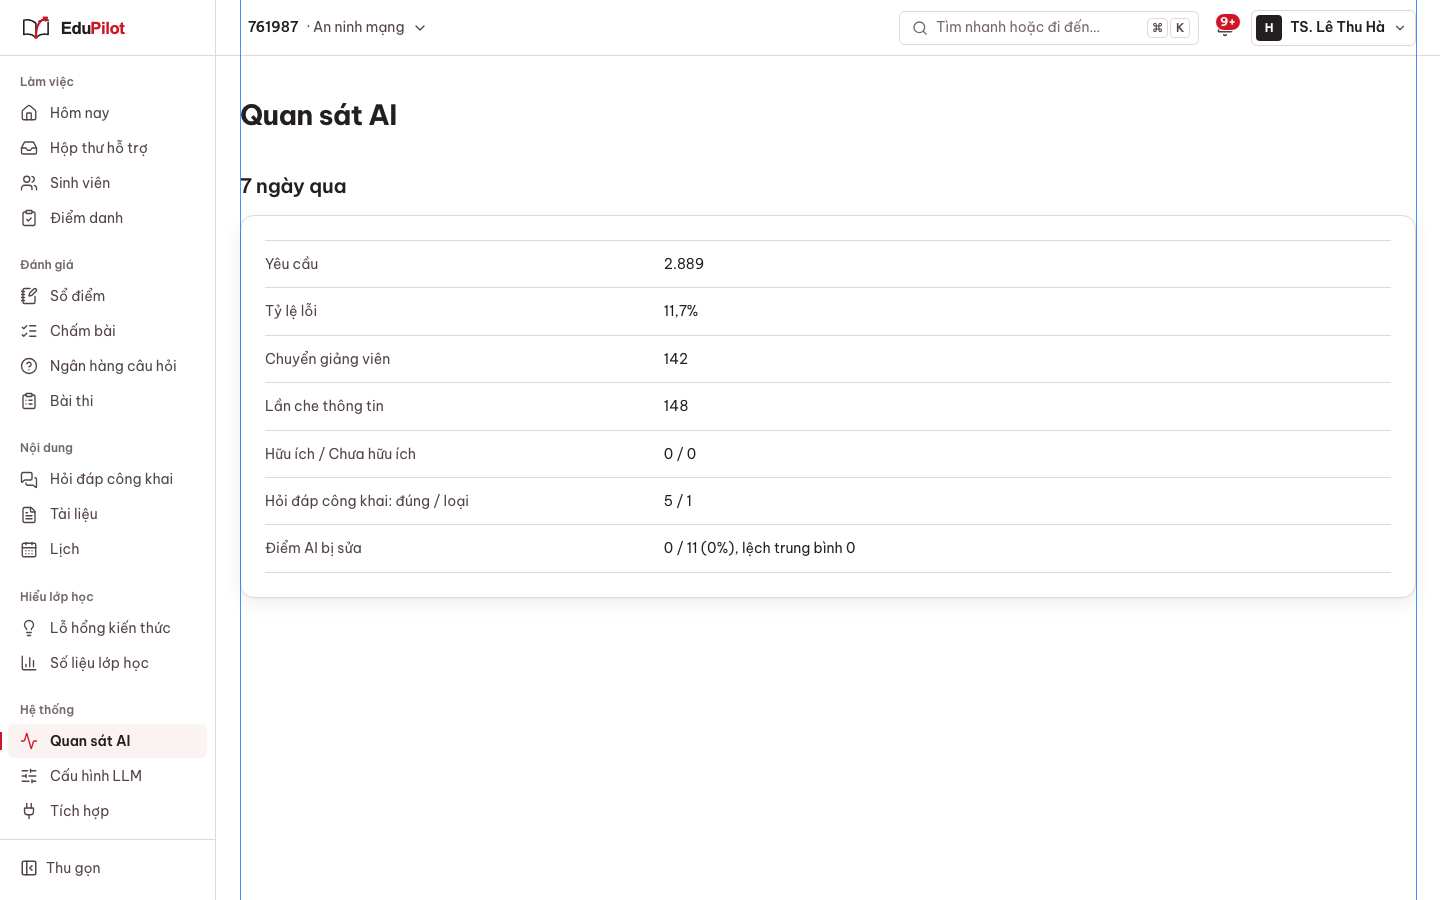 EduPilot
761987 · An ninh mạng
Tìm nhanh hoặc đi đến...
⌘ K
9+
H
TS. Lê Thu Hà
Làm việc
Hôm nay
Hộp thư hỗ trợ
Sinh viên
Điểm danh
Đánh giá
Sổ điểm
Chấm bài
Ngân hàng câu hỏi
Bài thi
Nội dung
Hỏi đáp công khai
Tài liệu
Lịch
Hiểu lớp học
Lỗ hổng kiến thức
Số liệu lớp học
Hệ thống
Quan sát AI
Cấu hình LLM
Tích hợp
Thu gọn
Quan sát AI
7 ngày qua
Yêu cầu 2.889
Tỷ lệ lỗi 11,7%
Chuyển giảng viên 142
Lần che thông tin 148
Hữu ích / Chưa hữu ích 0 / 0
Hỏi đáp công khai: đúng / loại 5 / 1
Điểm AI bị sửa 0 / 11 (0%), lệch trung bình 0